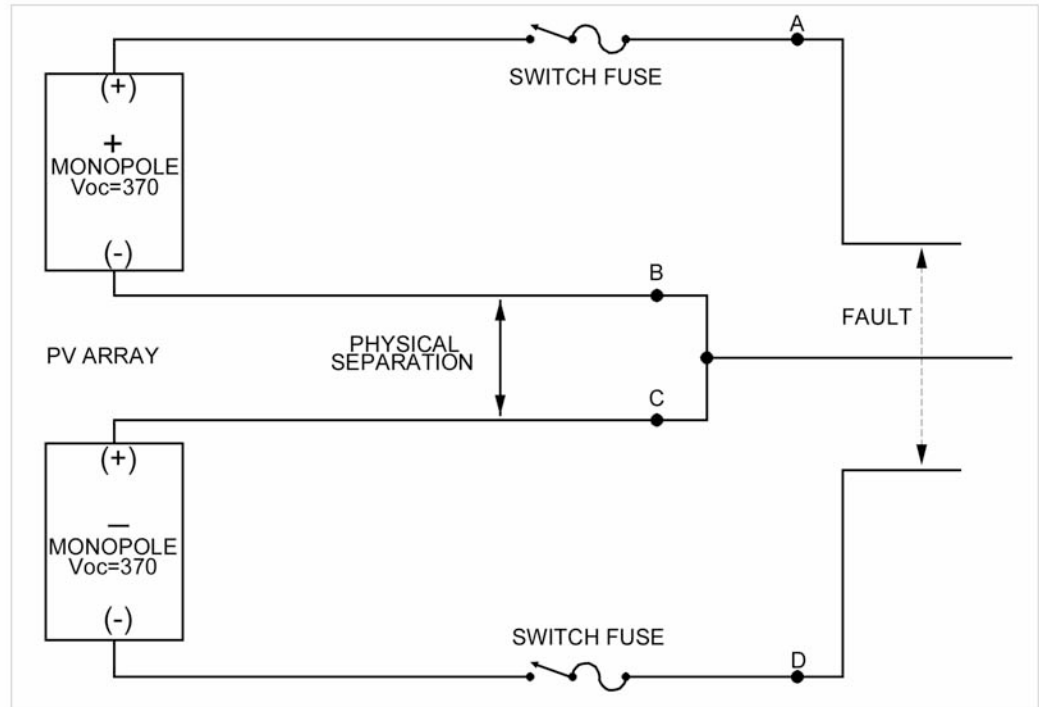 A
SWITCH FUSE
(+)
+
MONOPOLE
Voc=370
(-)
B
FAULT
PV ARRAY
PHYSICAL
SEPARATION
C
(+)
–
MONOPOLE
Voc=370
(-)
SWITCH FUSE
D